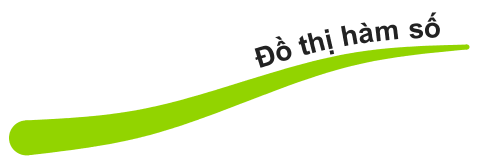 Đồ thị hàm số